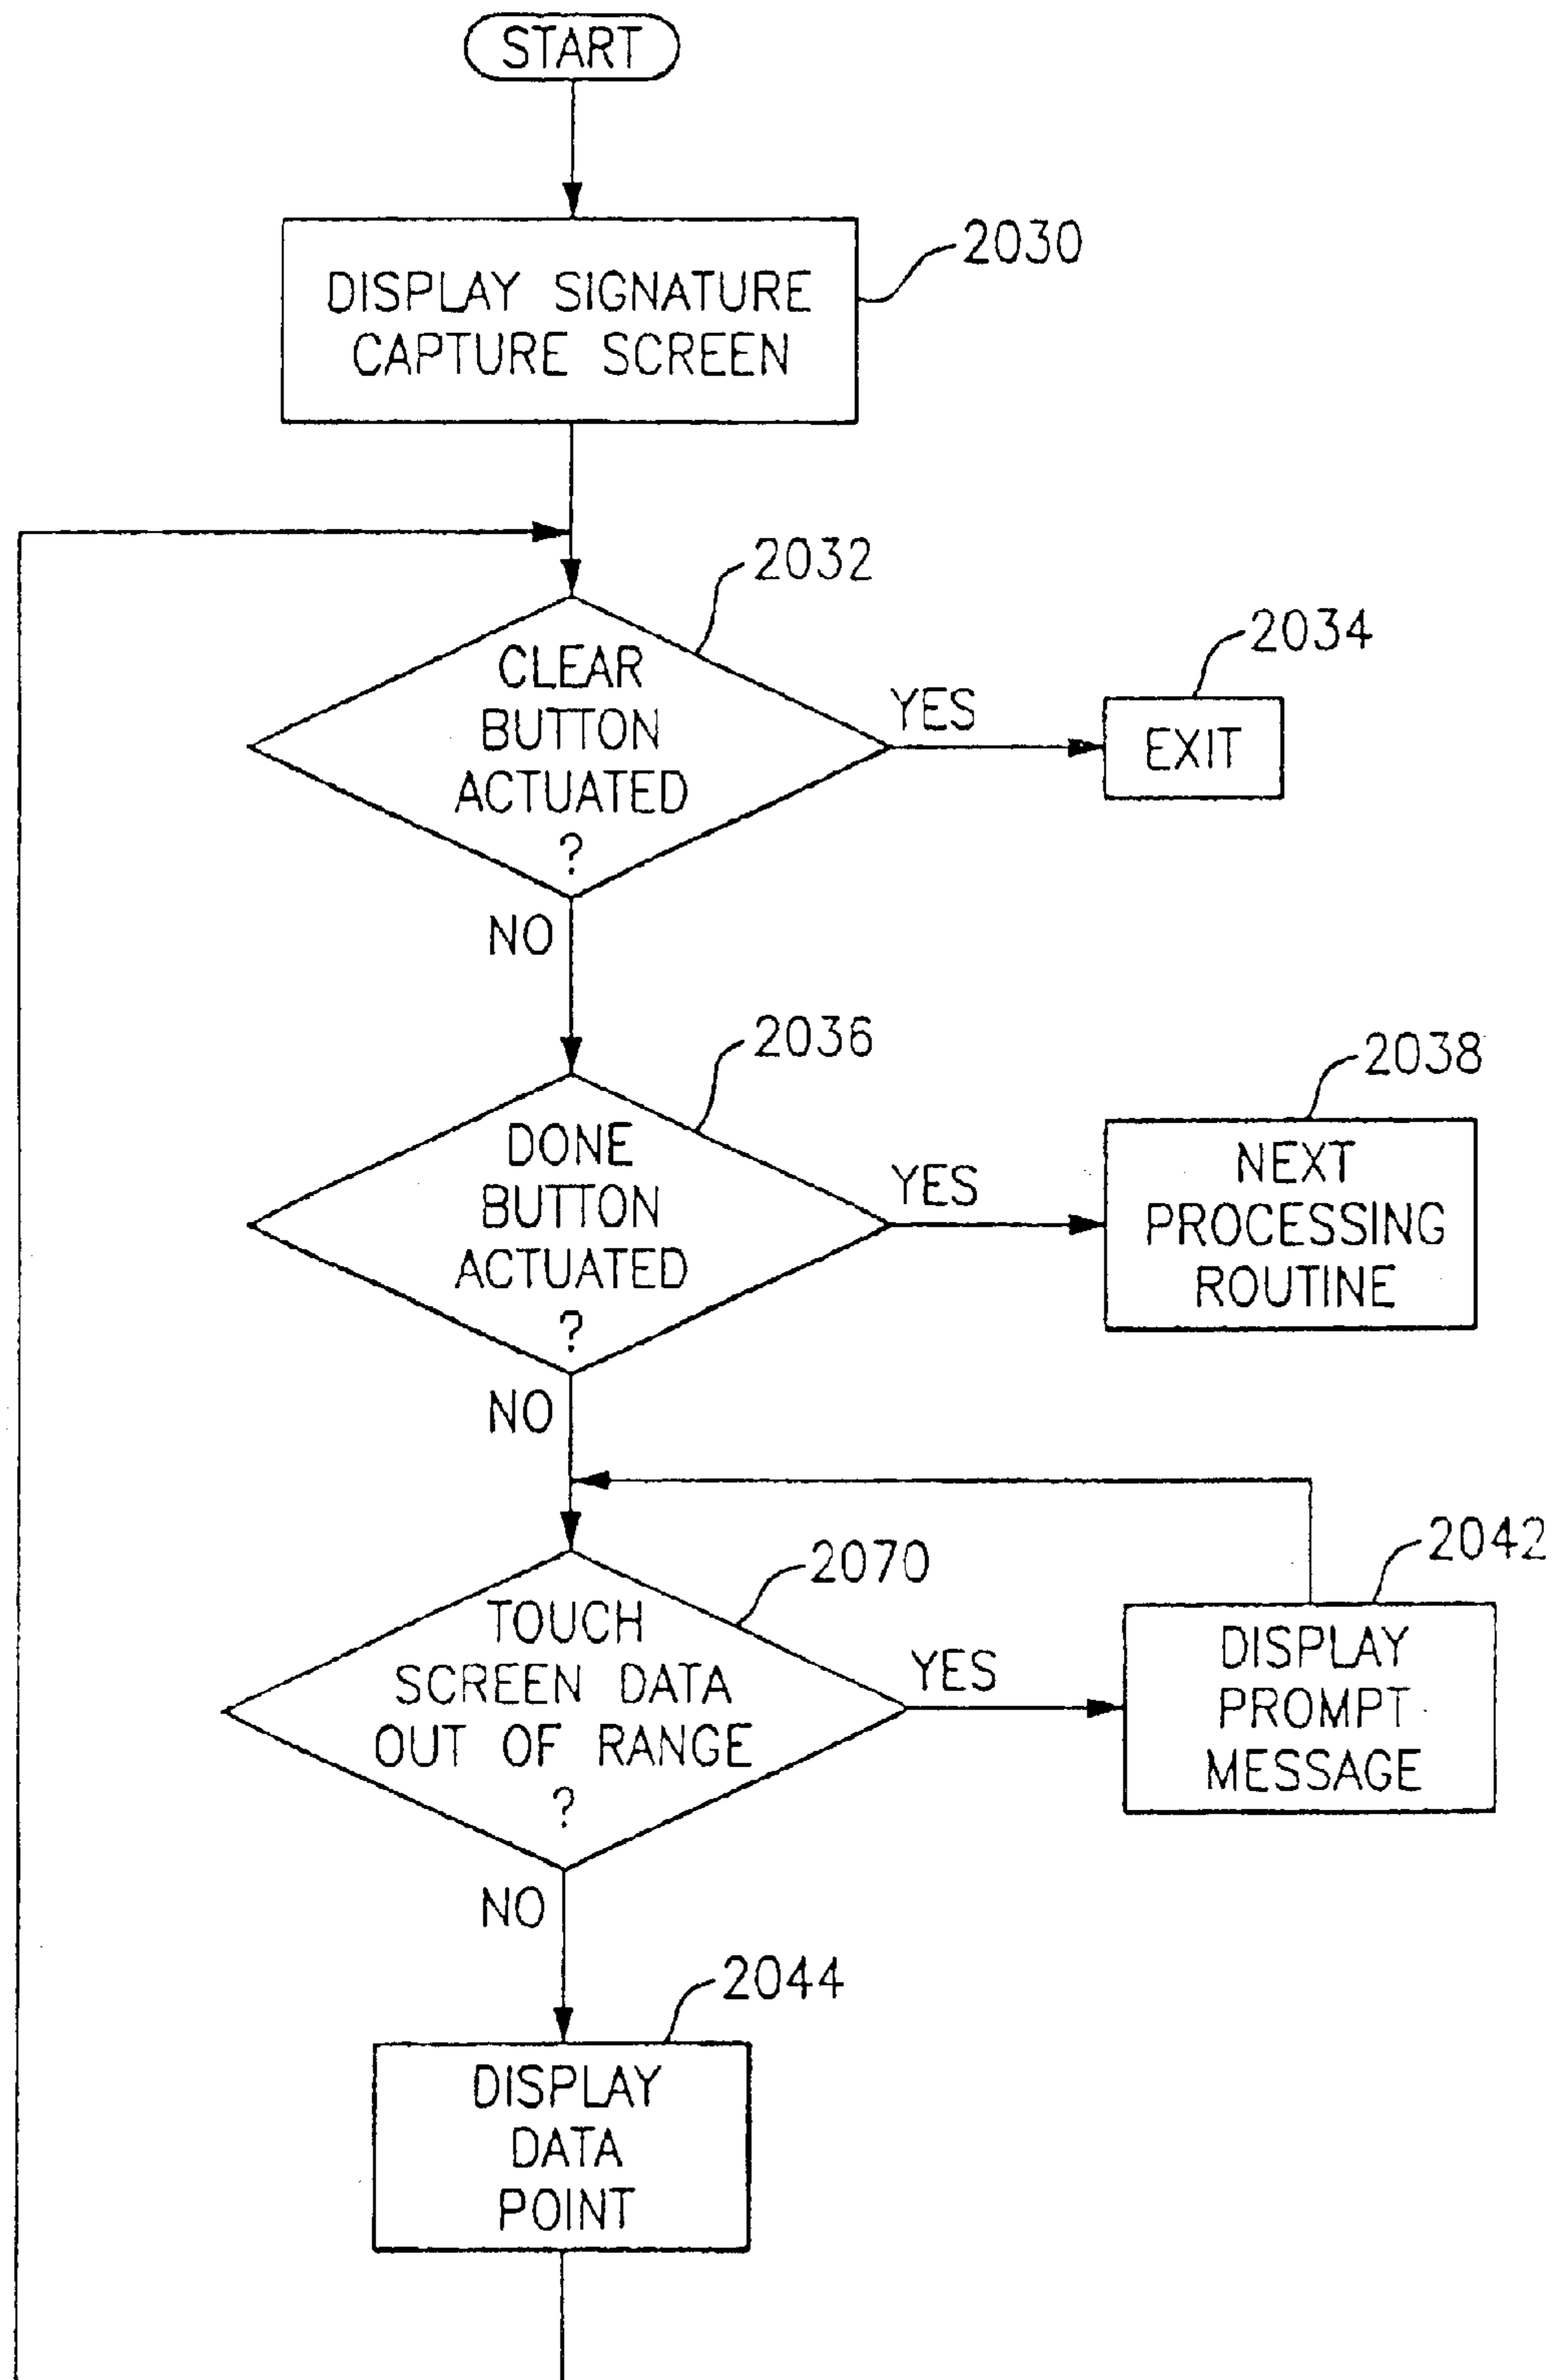 START
2030
DISPLAY SIGNATURE
CAPTURE SCREEN
2032
CLEAR
BUTTON
ACTUATED
?
YES
2034
EXIT
NO
2036
DONE
BUTTON
ACTUATED
?
YES
2038
NEXT
PROCESSING
ROUTINE
NO
2070
TOUCH
SCREEN DATA
OUT OF RANGE
?
YES
2042
DISPLAY
PROMPT
MESSAGE
NO
2044
DISPLAY
DATA
POINT